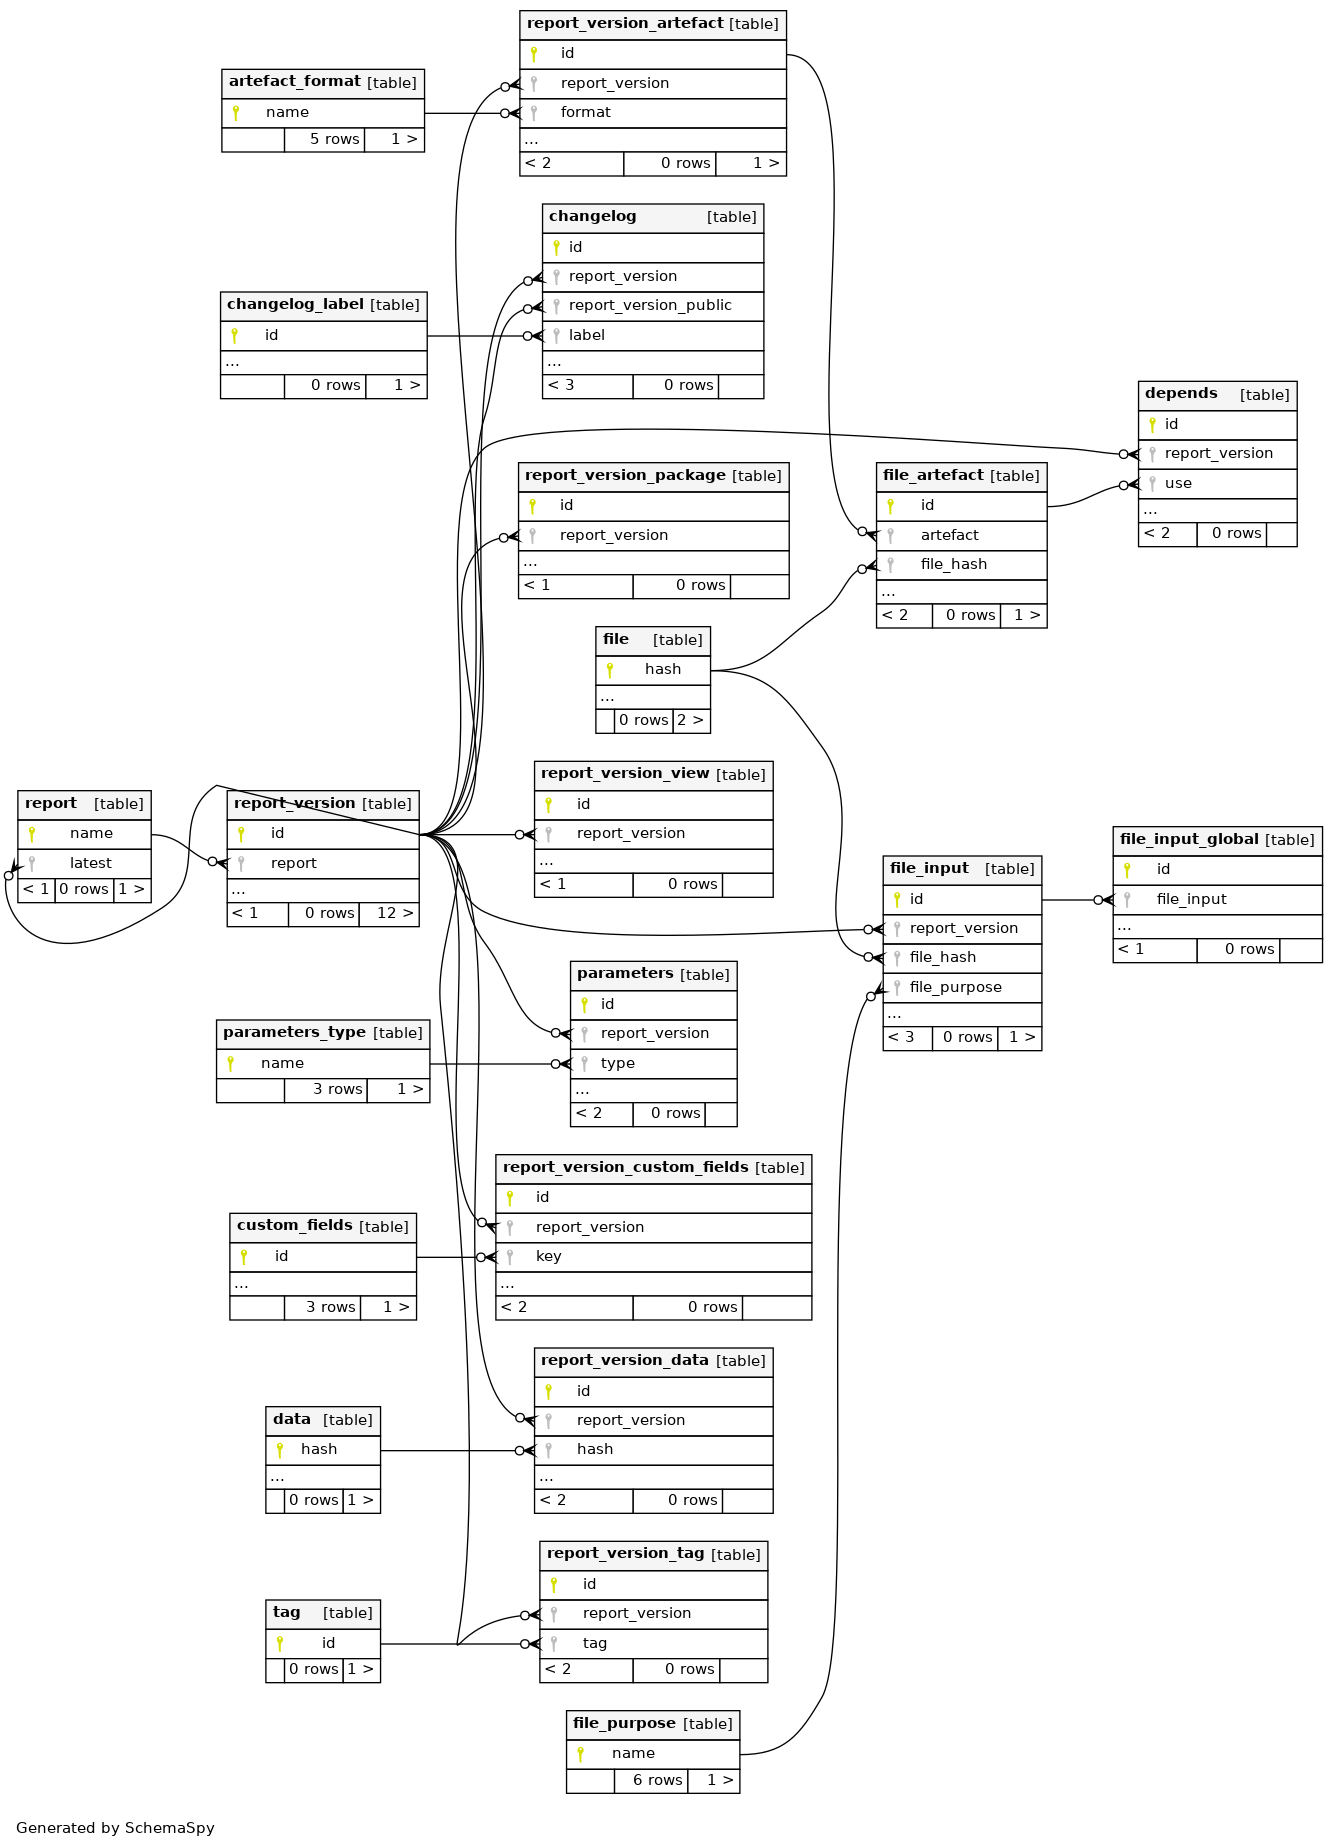 report_version_artefact [table]
id
report_version
format
...
< 2 0 rows 1 >
artefact_format [table]
name
5 rows 1 >
changelog [table]
id
report_version
report_version_public
label
...
< 3 0 rows
changelog_label [table]
id
...
0 rows 1 >
depends [table]
id
report_version
use
...
< 2 0 rows
report_version_package [table]
id
report_version
...
< 1 0 rows
file_artefact [table]
id
artefact
file_hash
...
< 2 0 rows 1 >
file [table]
hash
...
0 rows 2 >
report [table]
name
latest
< 1 0 rows 1 >
report_version [table]
id
report
...
< 1 0 rows 12 >
report_version_view [table]
id
report_version
...
< 1 0 rows
file_input [table]
id
report_version
file_hash
file_purpose
...
< 3 0 rows 1 >
file_input_global [table]
id
file_input
...
< 1 0 rows
parameters [table]
id
report_version
type
...
< 2 0 rows
parameters_type [table]
name
3 rows 1 >
report_version_custom_fields [table]
id
report_version
key
...
< 2 0 rows
custom_fields [table]
id
...
3 rows 1 >
report_version_data [table]
id
report_version
hash
...
< 2 0 rows
data [table]
hash
...
0 rows 1 >
report_version_tag [table]
id
report_version
tag
< 2 0 rows
tag [table]
id
0 rows 1 >
file_purpose [table]
name
6 rows 1 >
Generated by SchemaSpy